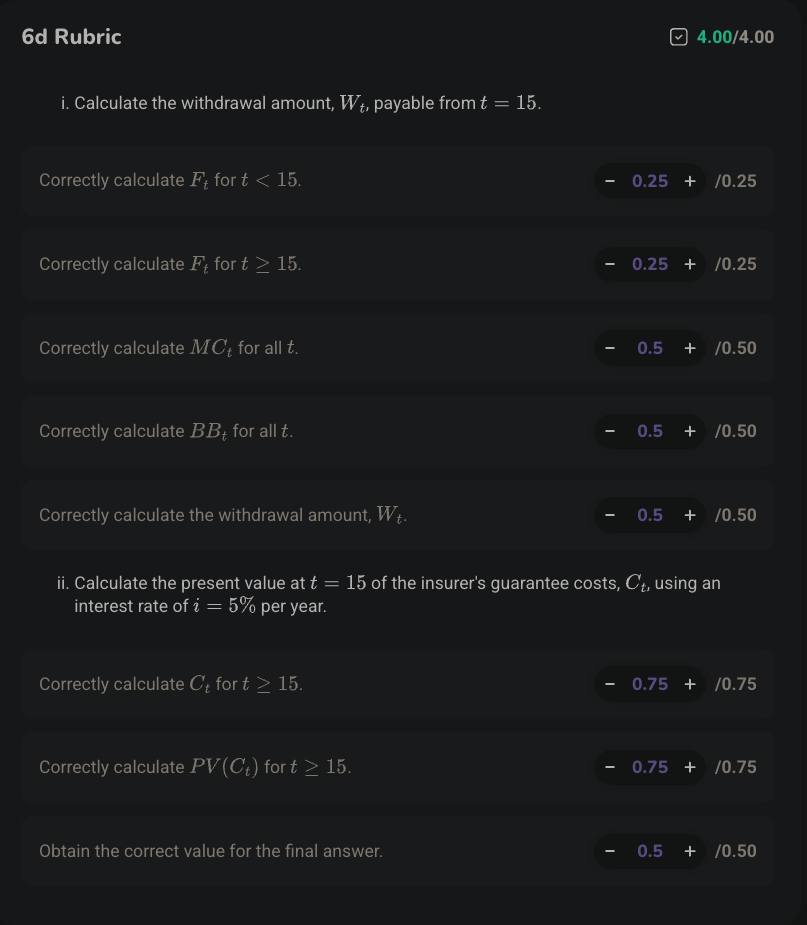 6d Rubric 4.00/4.00
i. Calculate the withdrawal amount, $W_t$, payable from $t = 15$.
Correctly calculate $F_t$ for $t < 15$. − 0.25 + /0.25
Correctly calculate $F_t$ for $t \geq 15$. − 0.25 + /0.25
Correctly calculate $MC_t$ for all $t$. − 0.5 + /0.50
Correctly calculate $BB_t$ for all $t$. − 0.5 + /0.50
Correctly calculate the withdrawal amount, $W_t$. − 0.5 + /0.50
ii. Calculate the present value at $t = 15$ of the insurer's guarantee costs, $C_t$, using an
interest rate of $i = 5\%$ per year.
Correctly calculate $C_t$ for $t \geq 15$. − 0.75 + /0.75
Correctly calculate $PV(C_t)$ for $t \geq 15$. − 0.75 + /0.75
Obtain the correct value for the final answer. − 0.5 + /0.50